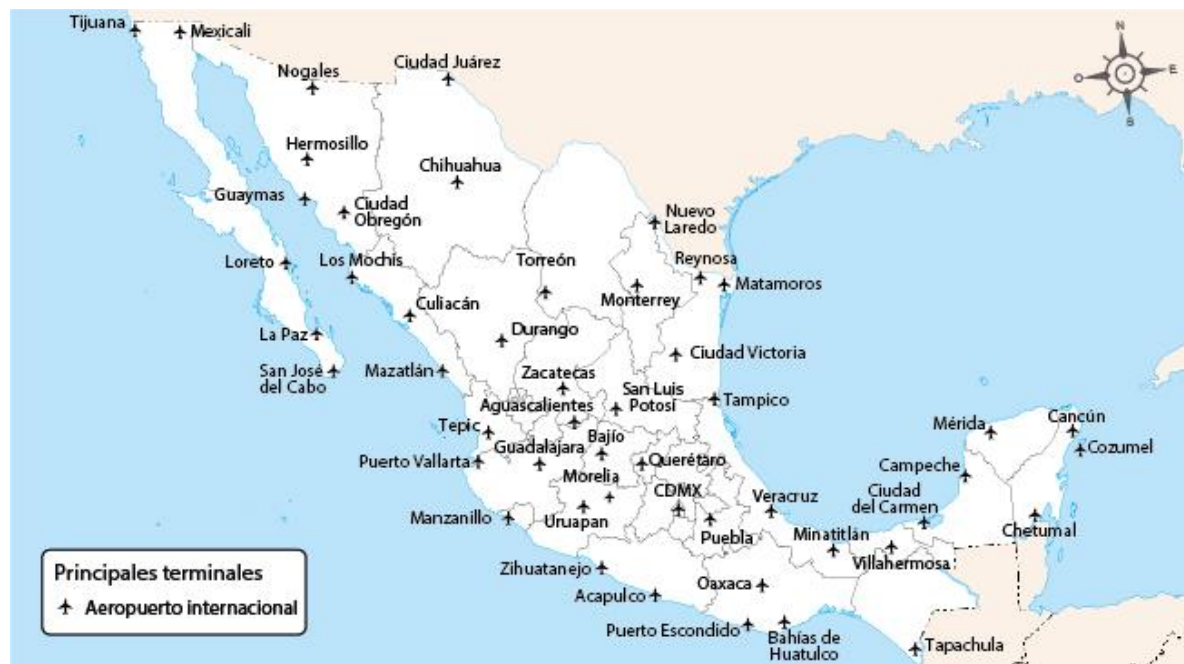 Tijuana
Mexicali
N
Nogales
Ciudad Juárez
E
O
S
Hermosillo
Chihuahua
Guaymas
Ciudad
Obregón
Nuevo
Laredo
Loreto
Los Mochis
Torreón
Reynosa
Monterrey
Matamoros
Culiacán
La Paz
Durango
Ciudad Victoria
San José
del Cabo
Mazatlán
Zacatecas
San Luis
Potosí
Tampico
Aguascalientes
Tepic
Bajío
Mérida
Cancún
Guadalajara
Querétaro
Cozumel
Puerto Vallarta
Morelia
Campeche
CDMX
Veracruz
Ciudad
del Carmen
Manzanillo
Uruapan
Puebla
Minatitlán
Chetumal
Villahermosa
Principales terminales
Aeropuerto internacional
Zihuatanejo
Oaxaca
Acapulco
Puerto Escondido
Bahías de
Huatulco
Tapachula